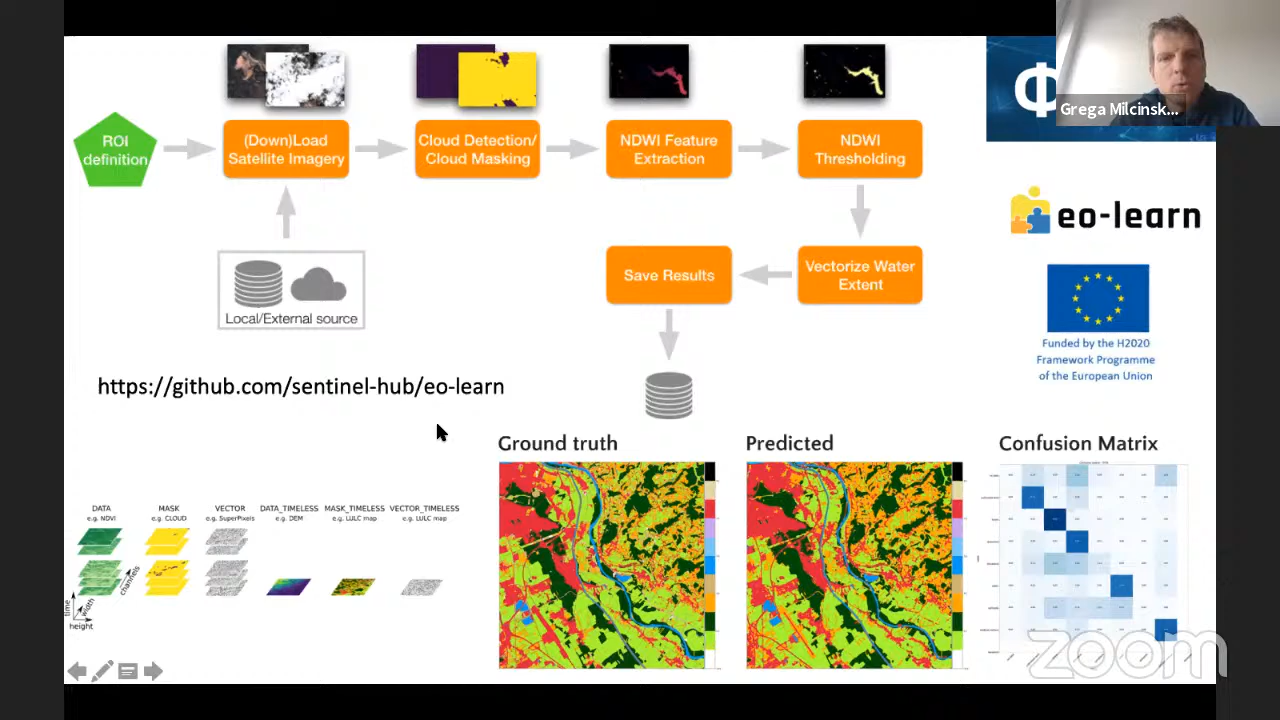 Ф
Grega Milcinsk...
ROI
definition
(Down)Load
Satellite Imagery
Cloud Detection/
Cloud Masking
NDWI Feature
Extraction
NDWI
Thresholding
eo-learn
Local/External source
Save Results
Vectorize Water
Extent
Funded by the H2020
Framework Programme
of the European Union
https://github.com/sentinel-hub/eo-learn
Ground truth
Predicted
Confusion Matrix
DATA
e.g. NDVI
MASK
e.g. CLOUD
VECTOR
e.g. SuperPixels
DATA_TIMELESS
e.g. DEM
MASK_TIMELESS
e.g. LULC map
VECTOR_TIMELESS
e.g. LULC map
channels
time
width
height
zoom